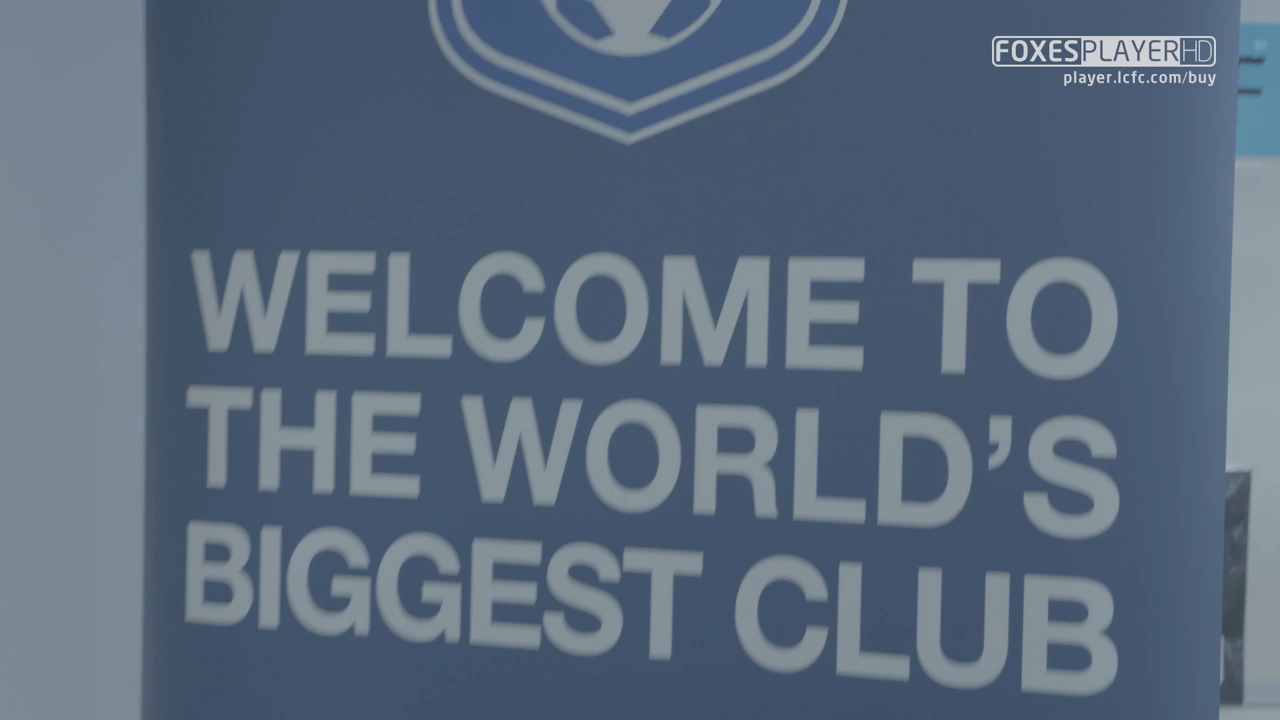 FOXESPLAYERHD
player.lcfc.com/buy
WELCOME TO
THE WORLD'S
BIGGEST CLUB